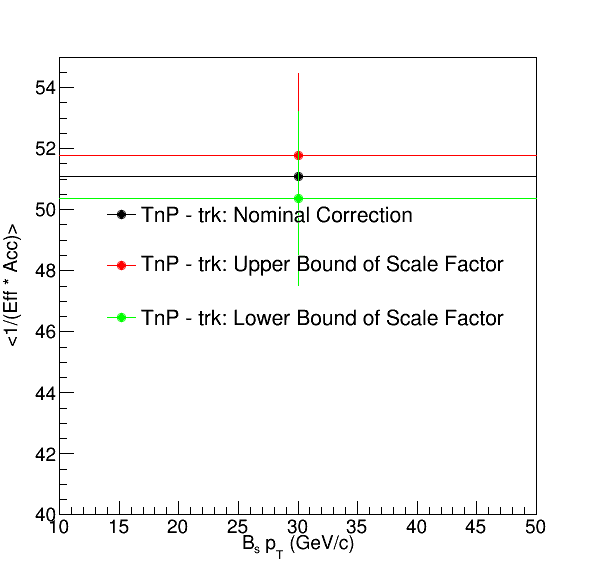 54
52
50
48
46
44
42
40
<1/(Eff * Acc)>
TnP - trk: Nominal Correction
TnP - trk: Upper Bound of Scale Factor
TnP - trk: Lower Bound of Scale Factor
10 15 20 25 30 35 40 45 50
Bs pT (GeV/c)